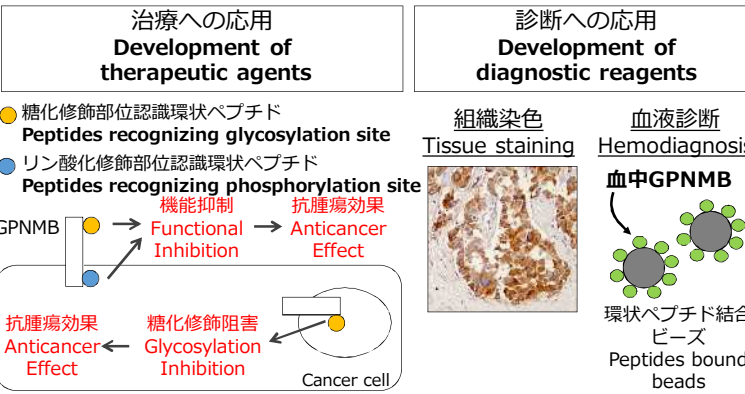 治療への応用
Development of
therapeutic agents
糖化修飾部位認識環状ペプチド
Peptides recognizing glycosylation site
リン酸化修飾部位認識環状ペプチド
Peptides recognizing phosphorylation site
GPNMB
機能抑制
Functional
Inhibition
抗腫瘍効果
Anticancer
Effect
抗腫瘍効果
Anticancer
Effect
糖化修飾阻害
Glycosylation
Inhibition
Cancer cell
診断への応用
Development of
diagnostic reagents
組織染色
Tissue staining
血液診断
Hemodiagnosis
血中GPNMB
環状ペプチド結合
ビーズ
Peptides bound
beads